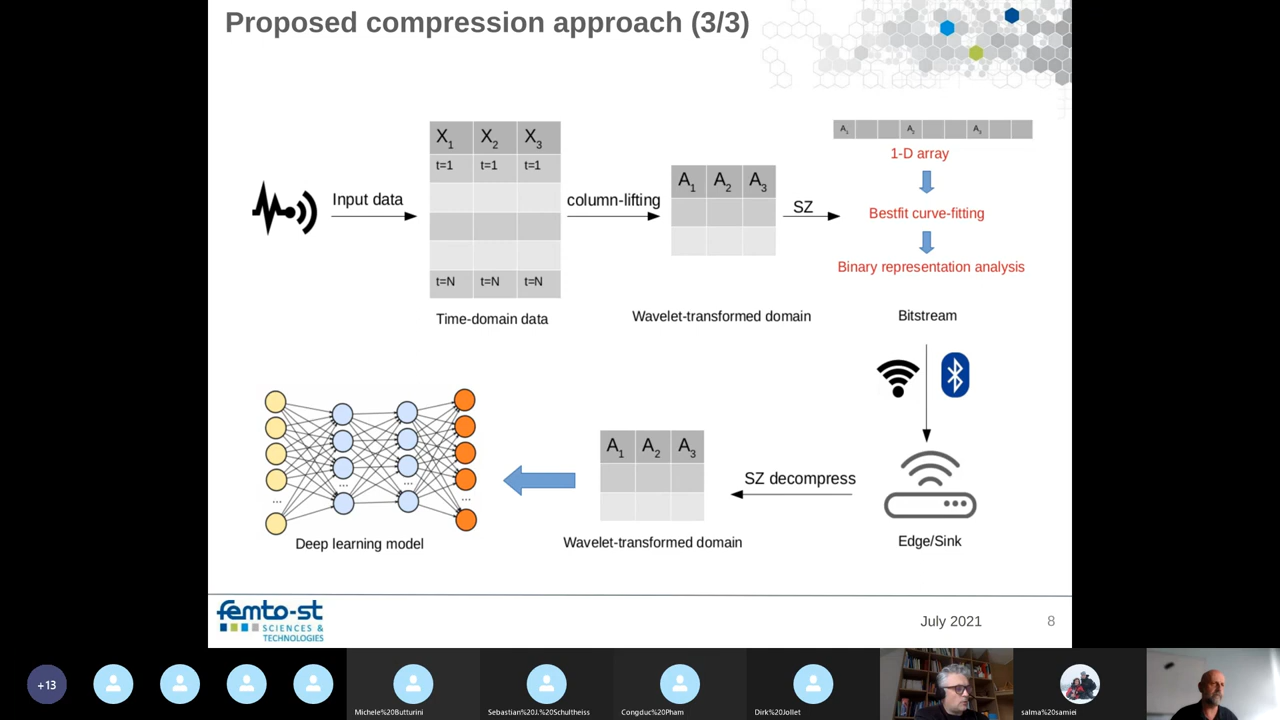 Proposed compression approach (3/3)
X1 X2 X3
t=1 t=1 t=1
t=N t=N t=N
Input data
Time-domain data
column-lifting
A1 A2 A3
Wavelet-transformed domain
SZ
A1 A2 A3
1-D array
Bestfit curve-fitting
Binary representation analysis
Bitstream
Edge/Sink
SZ decompress
A1 A2 A3
Wavelet-transformed domain
...
...
...
...
Deep learning model
femto-st
SCIENCES &
TECHNOLOGIES
July 2021
8
+13
Michele%20Butturini
Sebastian%20J.%20Schultheiss
Congduc%20Pham
Dirk%20Jollet
salma%20samiei